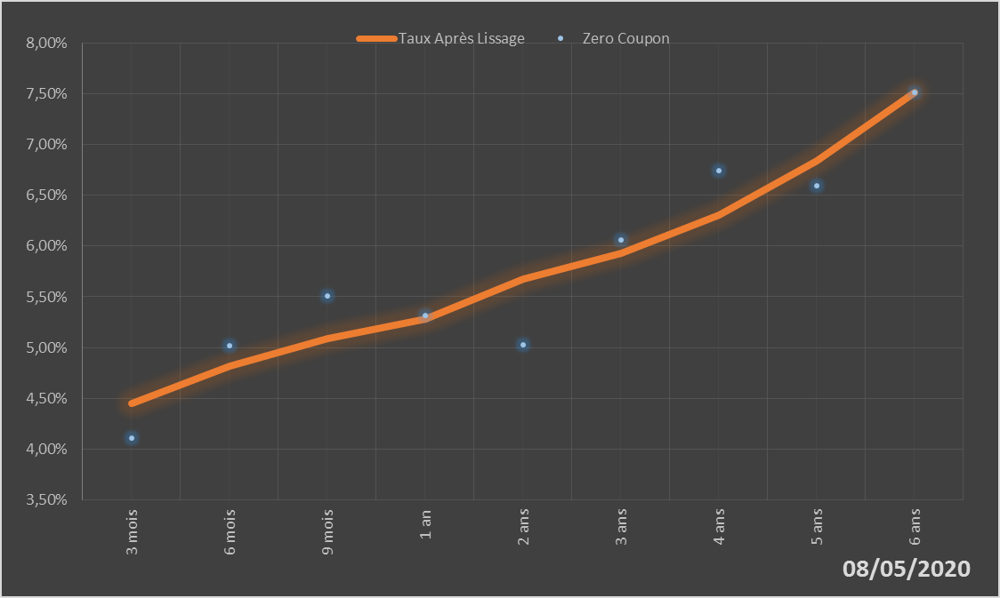 Taux Après Lissage Zero Coupon
8,00%
7,50%
7,00%
6,50%
6,00%
5,50%
5,00%
4,50%
4,00%
3,50%
3 mois
6 mois
9 mois
1 an
2 ans
3 ans
4 ans
5 ans
6 ans
08/05/2020